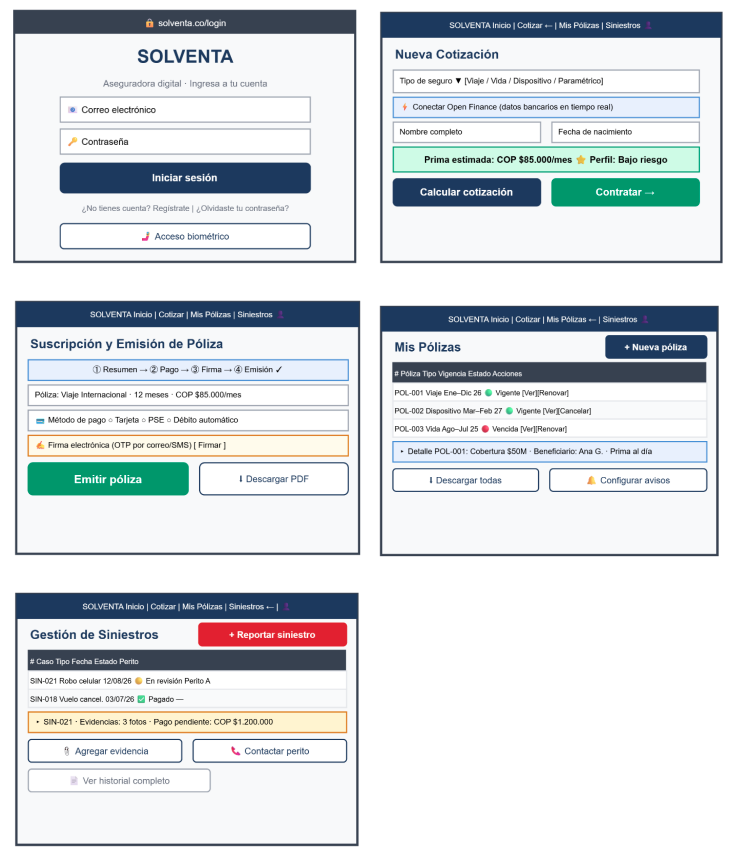 solventa.co/login
SOLVENTA
Aseguradora digital · Ingresa a tu cuenta
Correo electrónico
Contraseña
Iniciar sesión
¿No tienes cuenta? Regístrate | ¿Olvidaste tu contraseña?
Acceso biométrico
SOLVENTA Inicio | Cotizar ← | Mis Pólizas | Siniestros
Nueva Cotización
Tipo de seguro ▼ [Viaje / Vida / Dispositivo / Paramétrico]
Conectar Open Finance (datos bancarios en tiempo real)
Nombre completo
Fecha de nacimiento
Prima estimada: COP $85.000/mes ⭐ Perfil: Bajo riesgo
Calcular cotización
Contratar →
SOLVENTA Inicio | Cotizar | Mis Pólizas | Siniestros
Suscripción y Emisión de Póliza
① Resumen → ② Pago → ③ Firma → ④ Emisión ✓
Póliza: Viaje Internacional · 12 meses · COP $85.000/mes
Método de pago ○ Tarjeta ○ PSE ○ Débito automático
Firma electrónica (OTP por correo/SMS) [ Firmar ]
Emitir póliza
⬇ Descargar PDF
SOLVENTA Inicio | Cotizar | Mis Pólizas ← | Siniestros
Mis Pólizas
+ Nueva póliza
# Póliza Tipo Vigencia Estado Acciones
POL-001 Viaje Ene–Dic 26 🟢 Vigente [Ver][Renovar]
POL-002 Dispositivo Mar–Feb 27 🟢 Vigente [Ver][Cancelar]
POL-003 Vida Ago–Jul 25 🔴 Vencida [Ver][Renovar]
‣ Detalle POL-001: Cobertura $50M · Beneficiario: Ana G. · Prima al día
⬇ Descargar todas
Configurar avisos
SOLVENTA Inicio | Cotizar | Mis Pólizas | Siniestros ← |
Gestión de Siniestros
+ Reportar siniestro
# Caso Tipo Fecha Estado Perito
SIN-021 Robo celular 12/08/26 🟡 En revisión Perito A
SIN-018 Vuelo cancel. 03/07/26 ✅ Pagado —
‣ SIN-021 · Evidencias: 3 fotos · Pago pendiente: COP $1.200.000
Agregar evidencia
Contactar perito
Ver historial completo